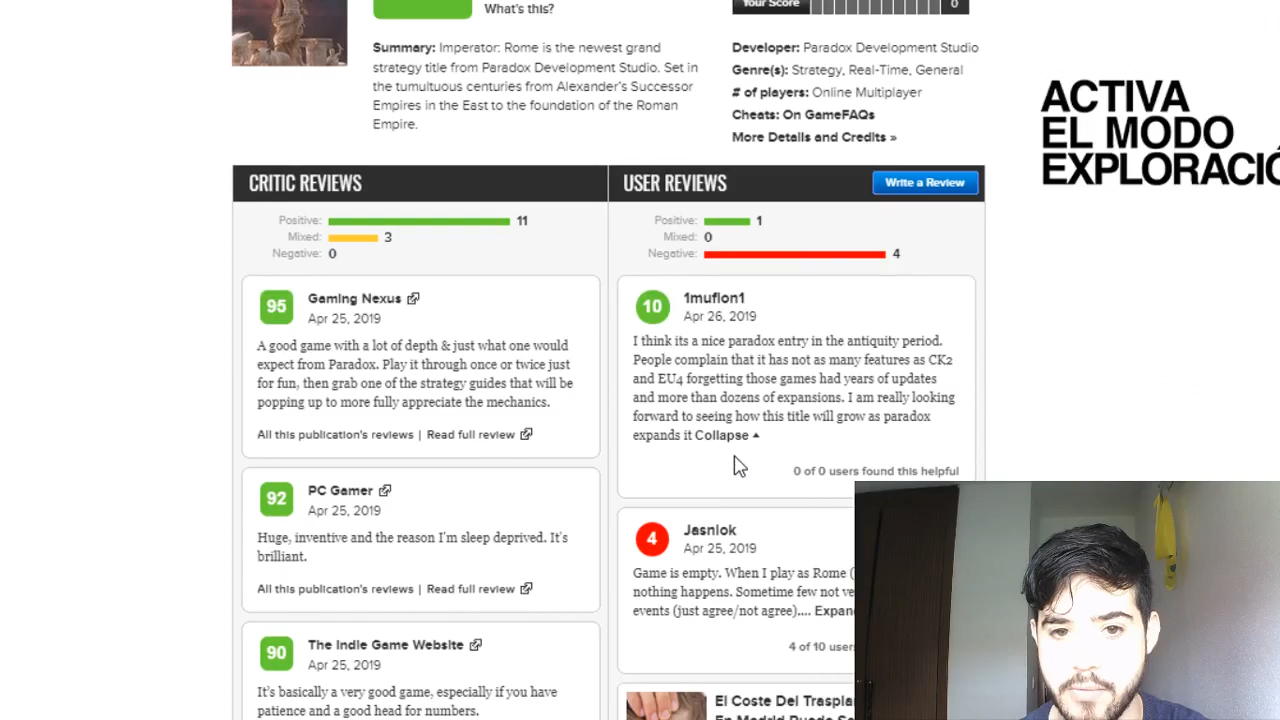 What's this?
Your Score
0
Summary: Imperator: Rome is the newest grand
strategy title from Paradox Development Studio. Set in
the tumultuous centuries from Alexander's Successor
Empires in the East to the foundation of the Roman
Empire.
Developer: Paradox Development Studio
Genre(s): Strategy, Real-Time, General
# of players: Online Multiplayer
Cheats: On GameFAQs
More Details and Credits »
ACTIVA
EL MODO
EXPLORACIÓ
CRITIC REVIEWS
Positive: 11
Mixed: 3
Negative: 0
95
Gaming Nexus
Apr 25, 2019
A good game with a lot of depth & just what one would
expect from Paradox. Play it through once or twice just
for fun, then grab one of the strategy guides that will be
popping up to more fully appreciate the mechanics.
All this publication's reviews | Read full review
92
PC Gamer
Apr 25, 2019
Huge, inventive and the reason I'm sleep deprived. It's
brilliant.
All this publication's reviews | Read full review
90
The Indie Game Website
Apr 25, 2019
It's basically a very good game, especially if you have
patience and a good head for numbers.
USER REVIEWS
Write a Review
Positive: 1
Mixed: 0
Negative: 4
10
1muflon1
Apr 26, 2019
I think its a nice paradox entry in the antiquity period.
People complain that it has not as many features as CK2
and EU4 forgetting those games had years of updates
and more than dozens of expansions. I am really looking
forward to seeing how this title will grow as paradox
expands it Collapse
0 of 0 users found this helpful
4
Jasniok
Apr 25, 2019
Game is empty. When I play as Rome (
nothing happens. Sometime few not ve
events (just agree/not agree).... Expan
4 of 10 users
El Coste Del Trasplan
En Madrid Puede So